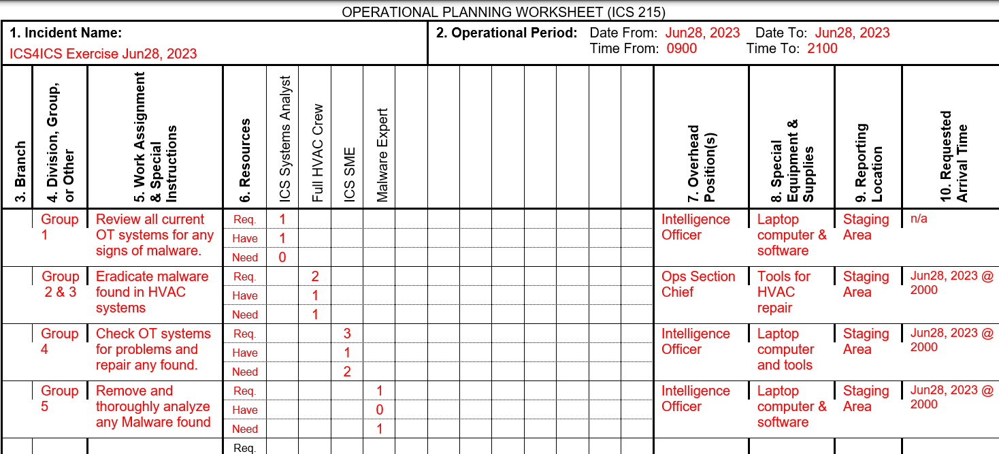 OPERATIONAL PLANNING WORKSHEET (ICS 215)
1. Incident Name:
ICS4ICS Exercise Jun28, 2023
2. Operational Period: Date From: Jun28, 2023 Date To: Jun28, 2023
Time From: 0900 Time To: 2100
3. Branch
4. Division, Group,
or Other
5. Work Assignment
& Special
Instructions
6. Resources
ICS Systems Analyst
Full HVAC Crew
ICS SME
Malware Expert
7. Overhead
Position(s)
8. Special
Equipment &
Supplies
9. Reporting
Location
10. Requested
Arrival Time
Group
1
Review all current
OT systems for any
signs of malware.
Req. 1
Have 1
Need 0
Intelligence
Officer
Laptop
computer &
software
Staging
Area
n/a
Group
2 & 3
Eradicate malware
found in HVAC
systems
Req. 2
Have 1
Need 1
Ops Section
Chief
Tools for
HVAC
repair
Staging
Area
Jun28, 2023 @
2000
Group
4
Check OT systems
for problems and
repair any found.
Req. 3
Have 1
Need 2
Intelligence
Officer
Laptop
computer
and tools
Staging
Area
Jun28, 2023 @
2000
Group
5
Remove and
thoroughly analyze
any Malware found
Req. 1
Have 0
Need 1
Intelligence
Officer
Laptop
computer &
software
Staging
Area
Jun28, 2023 @
2000
Req.